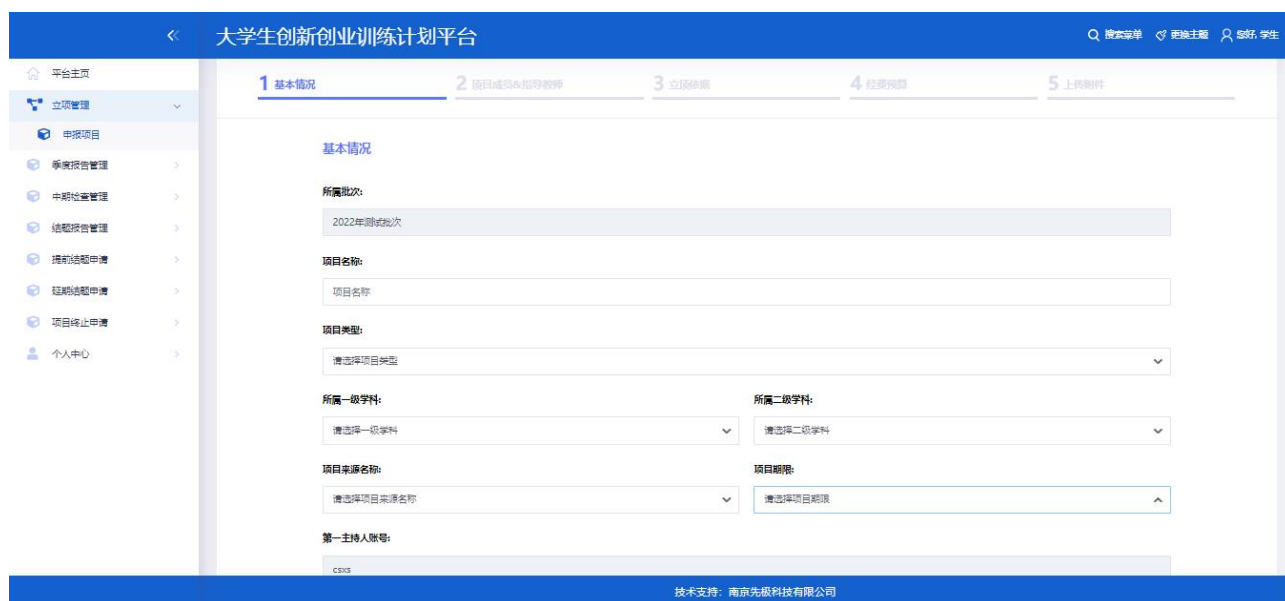 大学生创新创业训练计划平台
搜索菜单 更换主题 您好, 学生
平台主页
立项管理
申报项目
季度报告管理
中期检查管理
结题报告管理
提前结题申请
延期结题申请
项目终止申请
个人中心
1 基本情况 2 项目成员&指导教师 3 立项依据 4 经费预算 5 上传附件
基本情况
所属批次:
2022年测试批次
项目名称:
项目名称
项目类型:
请选择项目类型
所属一级学科: 所属二级学科:
请选择一级学科 请选择二级学科
项目来源名称: 项目期限:
请选择项目来源名称 请选择项目期限
第一主持人账号:
csxs
技术支持：南京先极科技有限公司